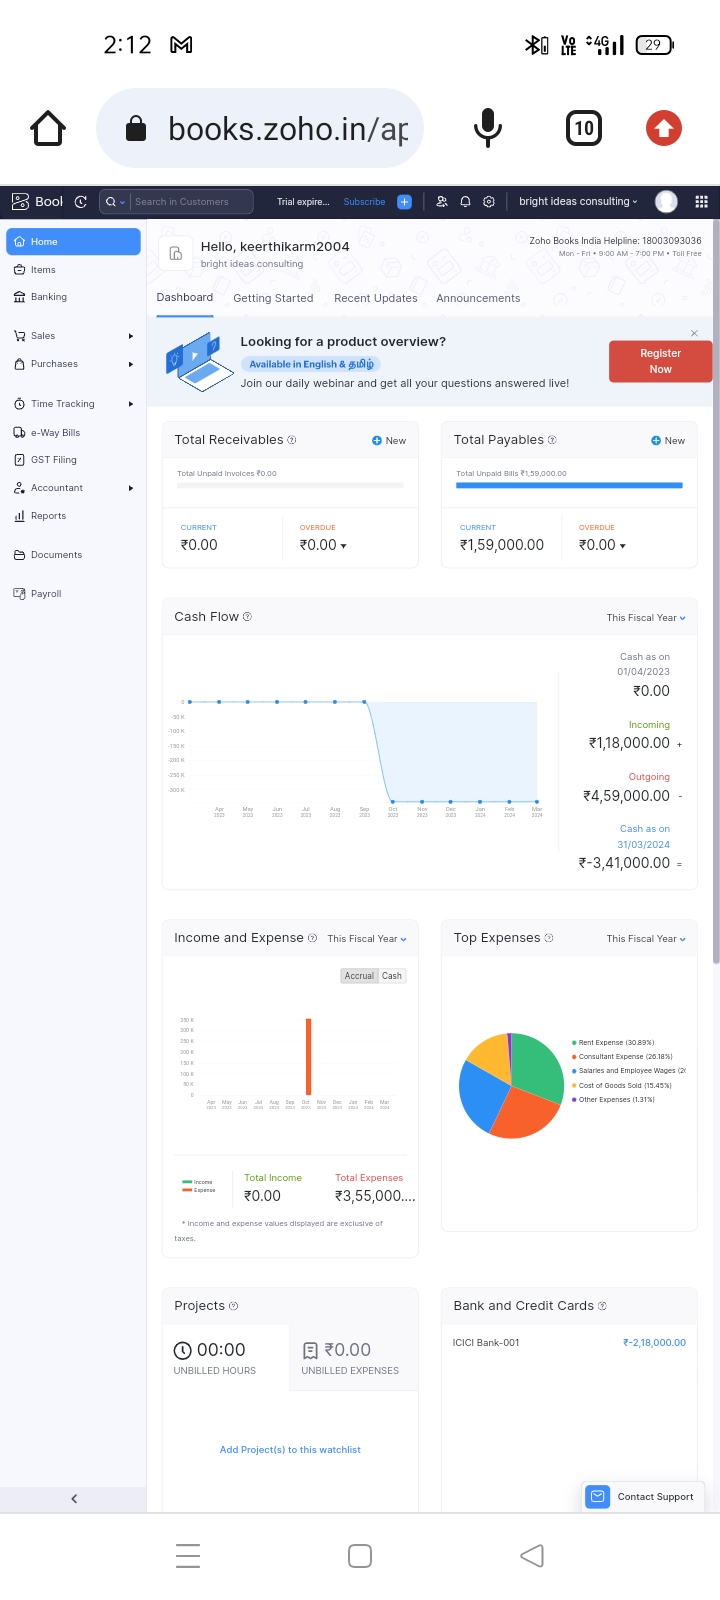 2:12
29
Vo LTE 4G
books.zoho.in/ap
10
Book
Search in Customers
Trial expire...
Subscribe
bright ideas consulting
Home
Items
Banking
Sales
Purchases
Time Tracking
e-Way Bills
GST Filing
Accountant
Reports
Documents
Payroll
Hello, keerthikarm2004
bright ideas consulting
Zoho Books India Helpline: 18003093036
Mon - Fri • 9:00 AM - 7:00 PM • Toll Free
Dashboard
Getting Started
Recent Updates
Announcements
Looking for a product overview?
Available in English & தமிழ்
Join our daily webinar and get all your questions answered live!
Register
Now
Total Receivables
New
Total Unpaid Invoices ₹0.00
CURRENT
₹0.00
OVERDUE
₹0.00
Total Payables
New
Total Unpaid Bills ₹1,59,000.00
CURRENT
₹1,59,000.00
OVERDUE
₹0.00
Cash Flow
This Fiscal Year
0
-50 K
-100 K
-150 K
-200 K
-250 K
-300 K
Apr May Jun Jul Aug Sep Oct Nov Dec Jan Feb Mar
2023 2023 2023 2023 2023 2023 2023 2023 2023 2024 2024 2024
Cash as on
01/04/2023
₹0.00
Incoming
₹1,18,000.00 +
Outgoing
₹4,59,000.00 -
Cash as on
31/03/2024
₹-3,41,000.00 =
Income and Expense
This Fiscal Year
Accrual Cash
350 K
300 K
250 K
200 K
150 K
100 K
50 K
0
Apr May Jun Jul Aug Sep Oct Nov Dec Jan Feb Mar
2023 2023 2023 2023 2023 2023 2023 2023 2023 2024 2024 2024
Income
Expense
Total Income
₹0.00
Total Expenses
₹3,55,000....
* Income and expense values displayed are exclusive of
taxes.
Top Expenses
This Fiscal Year
Rent Expense (30.89%)
Consultant Expense (26.18%)
Salaries and Employee Wages (26
Cost of Goods Sold (15.45%)
Other Expenses (1.31%)
Projects
00:00
UNBILLED HOURS
₹0.00
UNBILLED EXPENSES
Add Project(s) to this watchlist
Bank and Credit Cards
ICICI Bank-001
₹-2,18,000.00
Contact Support